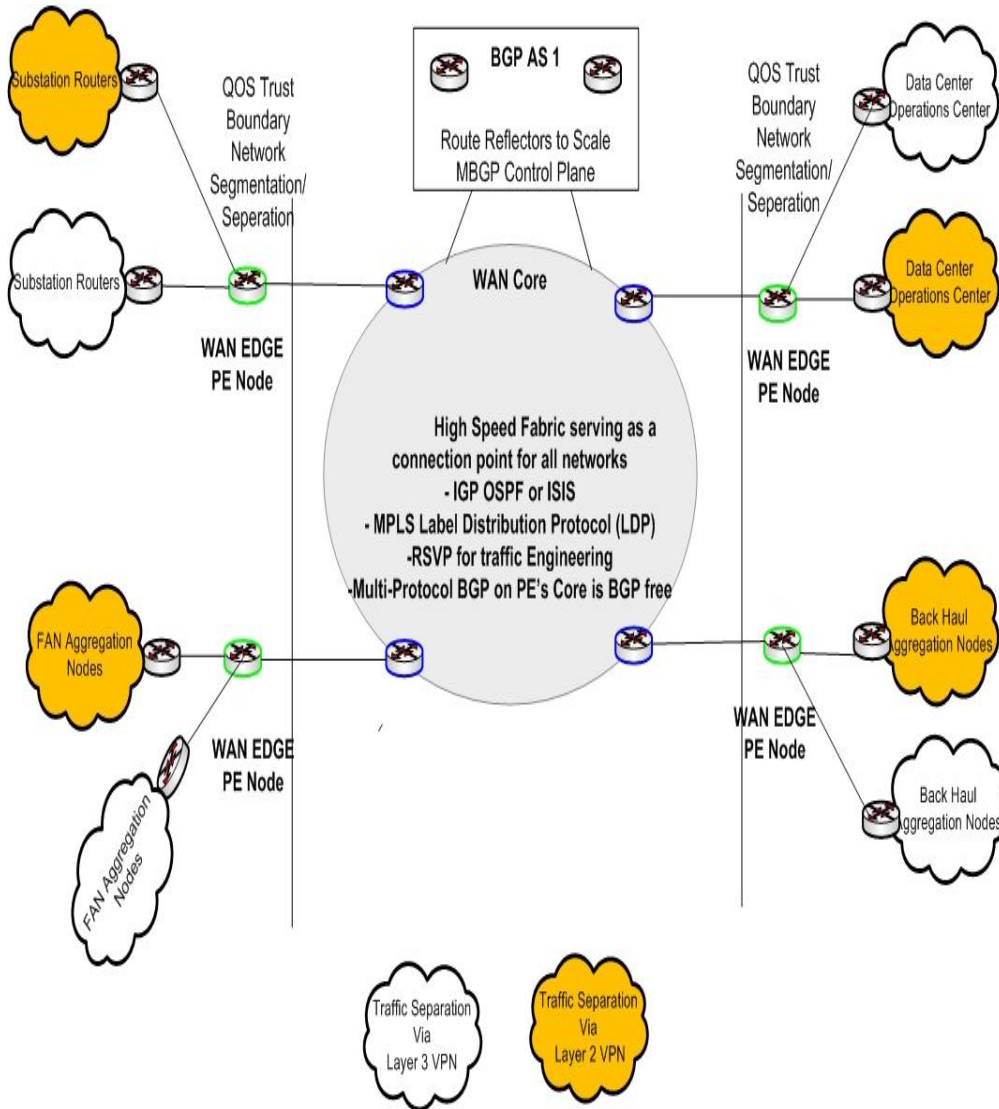 Substation Routers
QOS Trust
Boundary
Network
Segmentation/
Seperation
BGP AS 1
Route Reflectors to Scale
MBGP Control Plane
QOS Trust
Boundary
Network
Segmentation/
Seperation
Data Center
Operations Center
Substation Routers
WAN EDGE
PE Node
WAN Core
Data Center
Operations Center
WAN EDGE
PE Node
High Speed Fabric serving as a
connection point for all networks
- IGP OSPF or ISIS
- MPLS Label Distribution Protocol (LDP)
-RSVP for traffic Engineering
-Multi-Protocol BGP on PE's Core is BGP free
FAN Aggregation
Nodes
WAN EDGE
PE Node
FAN Aggregation
Nodes
Back Haul
Aggregation Nodes
WAN EDGE
PE Node
Back Haul
Aggregation Nodes
Traffic Separation
Via
Layer 3 VPN
Traffic Separation
Via
Layer 2 VPN